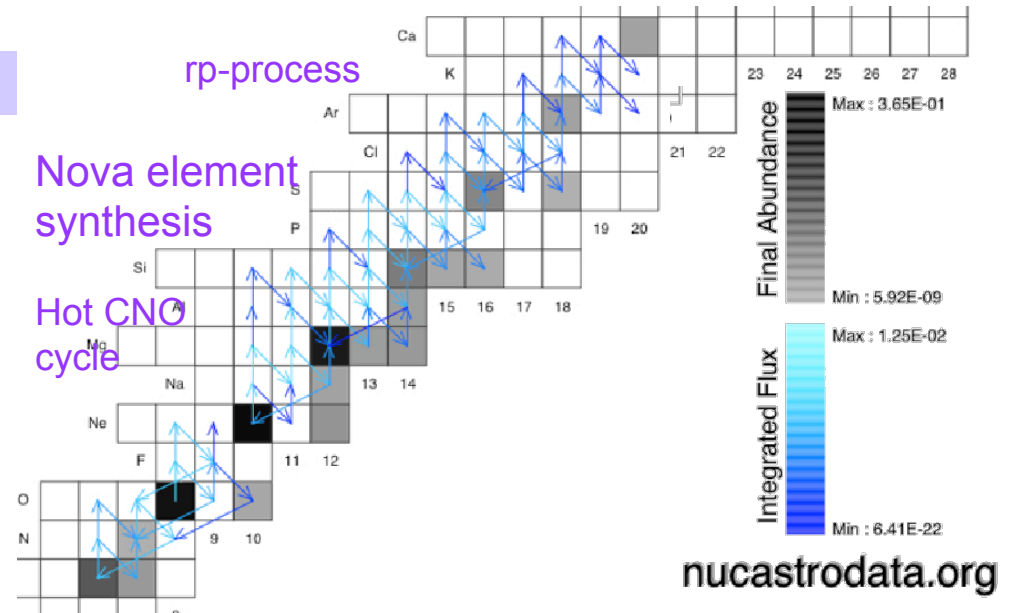 rp-process
Nova element
synthesis
Hot CNO
cycle
Ca
K
Ar
Cl
S
P
Si
Al
Mg
Na
Ne
F
O
N
23 24 25 26 27 28
21 22
19 20
15 16 17 18
13 14
11 12
9 10
Final Abundance
Max : 3.65E-01
Min : 5.92E-09
Integrated Flux
Max : 1.25E-02
Min : 6.41E-22
nucastrodata.org